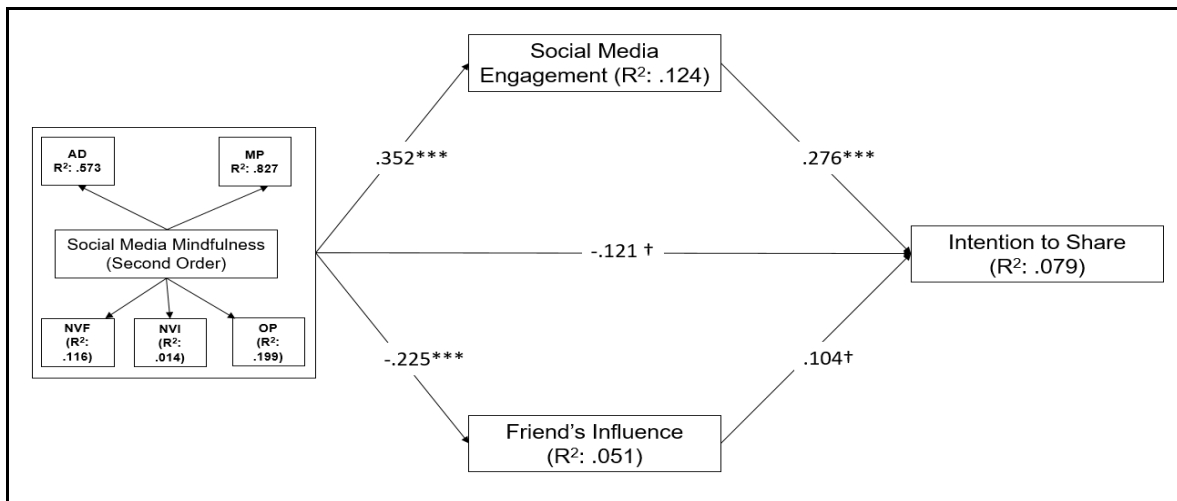 Social Media
Engagement (R²: .124)
AD
R²: .573
MP
R²: .827
.352***
.276***
Social Media Mindfulness
(Second Order)
-.121 †
Intention to Share
(R²: .079)
NVF
(R²:
.116)
NVI
(R²:
.014)
OP
(R²:
.199)
-.225***
.104†
Friend’s Influence
(R²: .051)